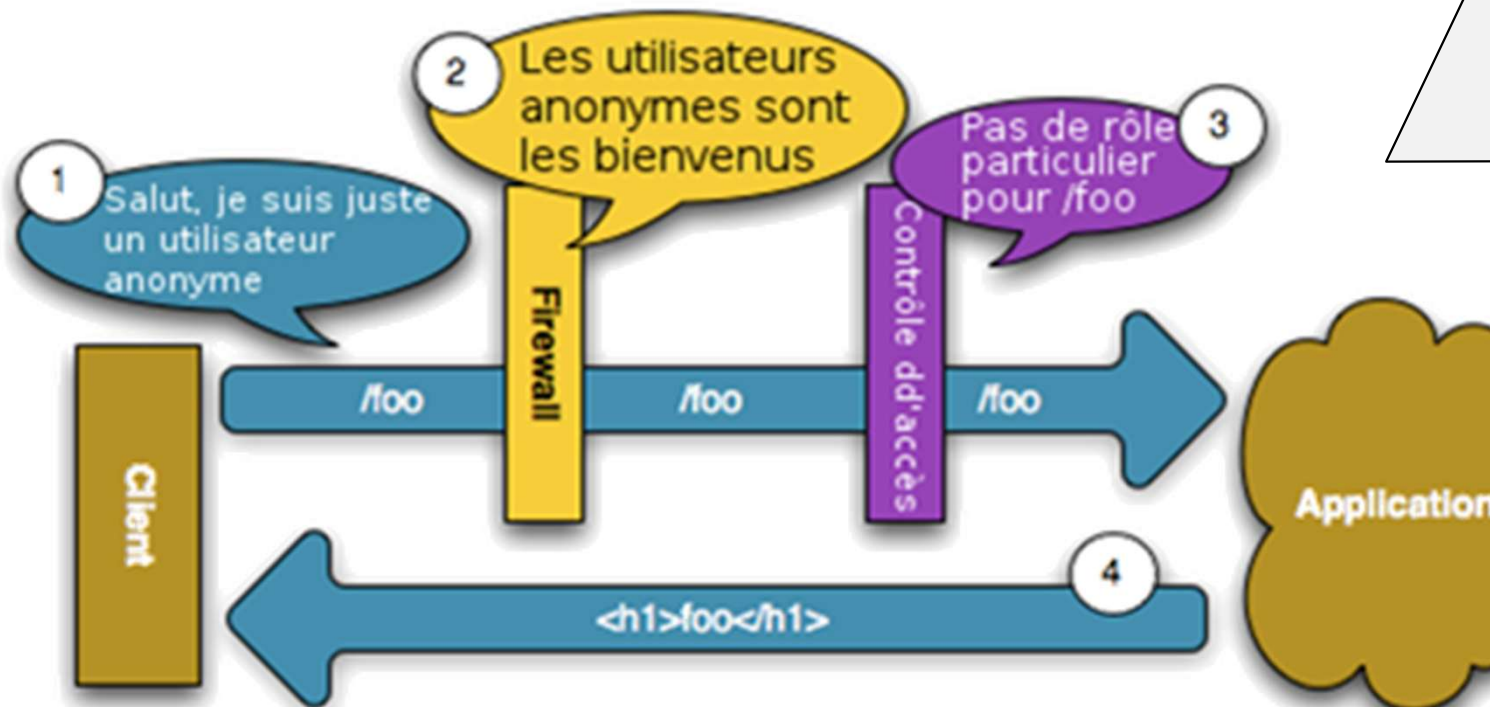 1
Salut, je suis juste
un utilisateur
anonyme
2
Les utilisateurs
anonymes sont
les bienvenus
3
Pas de rôle
particulier
pour /foo
Client
/foo
Firewall
/foo
Contrôle dd'accès
/foo
Application
4
<h1>foo</h1>